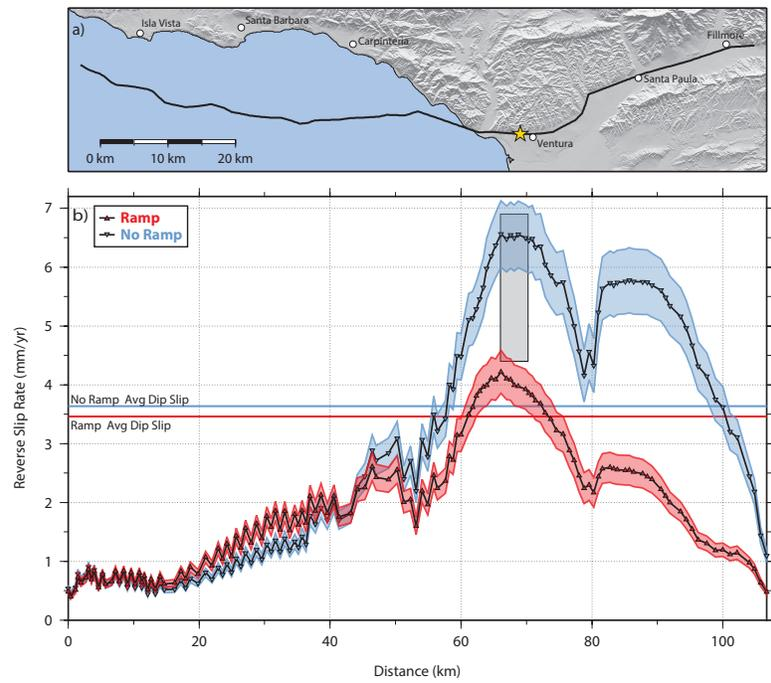 a)
Isla Vista
Santa Barbara
Carpinteria
Fillmore
Santa Paula
Ventura
0 km 10 km 20 km
b)
Ramp
No Ramp
No Ramp Avg Dip Slip
Ramp Avg Dip Slip
Reverse Slip Rate (mm/yr)
7
6
5
4
3
2
1
0
0 20 40 60 80 100
Distance (km)